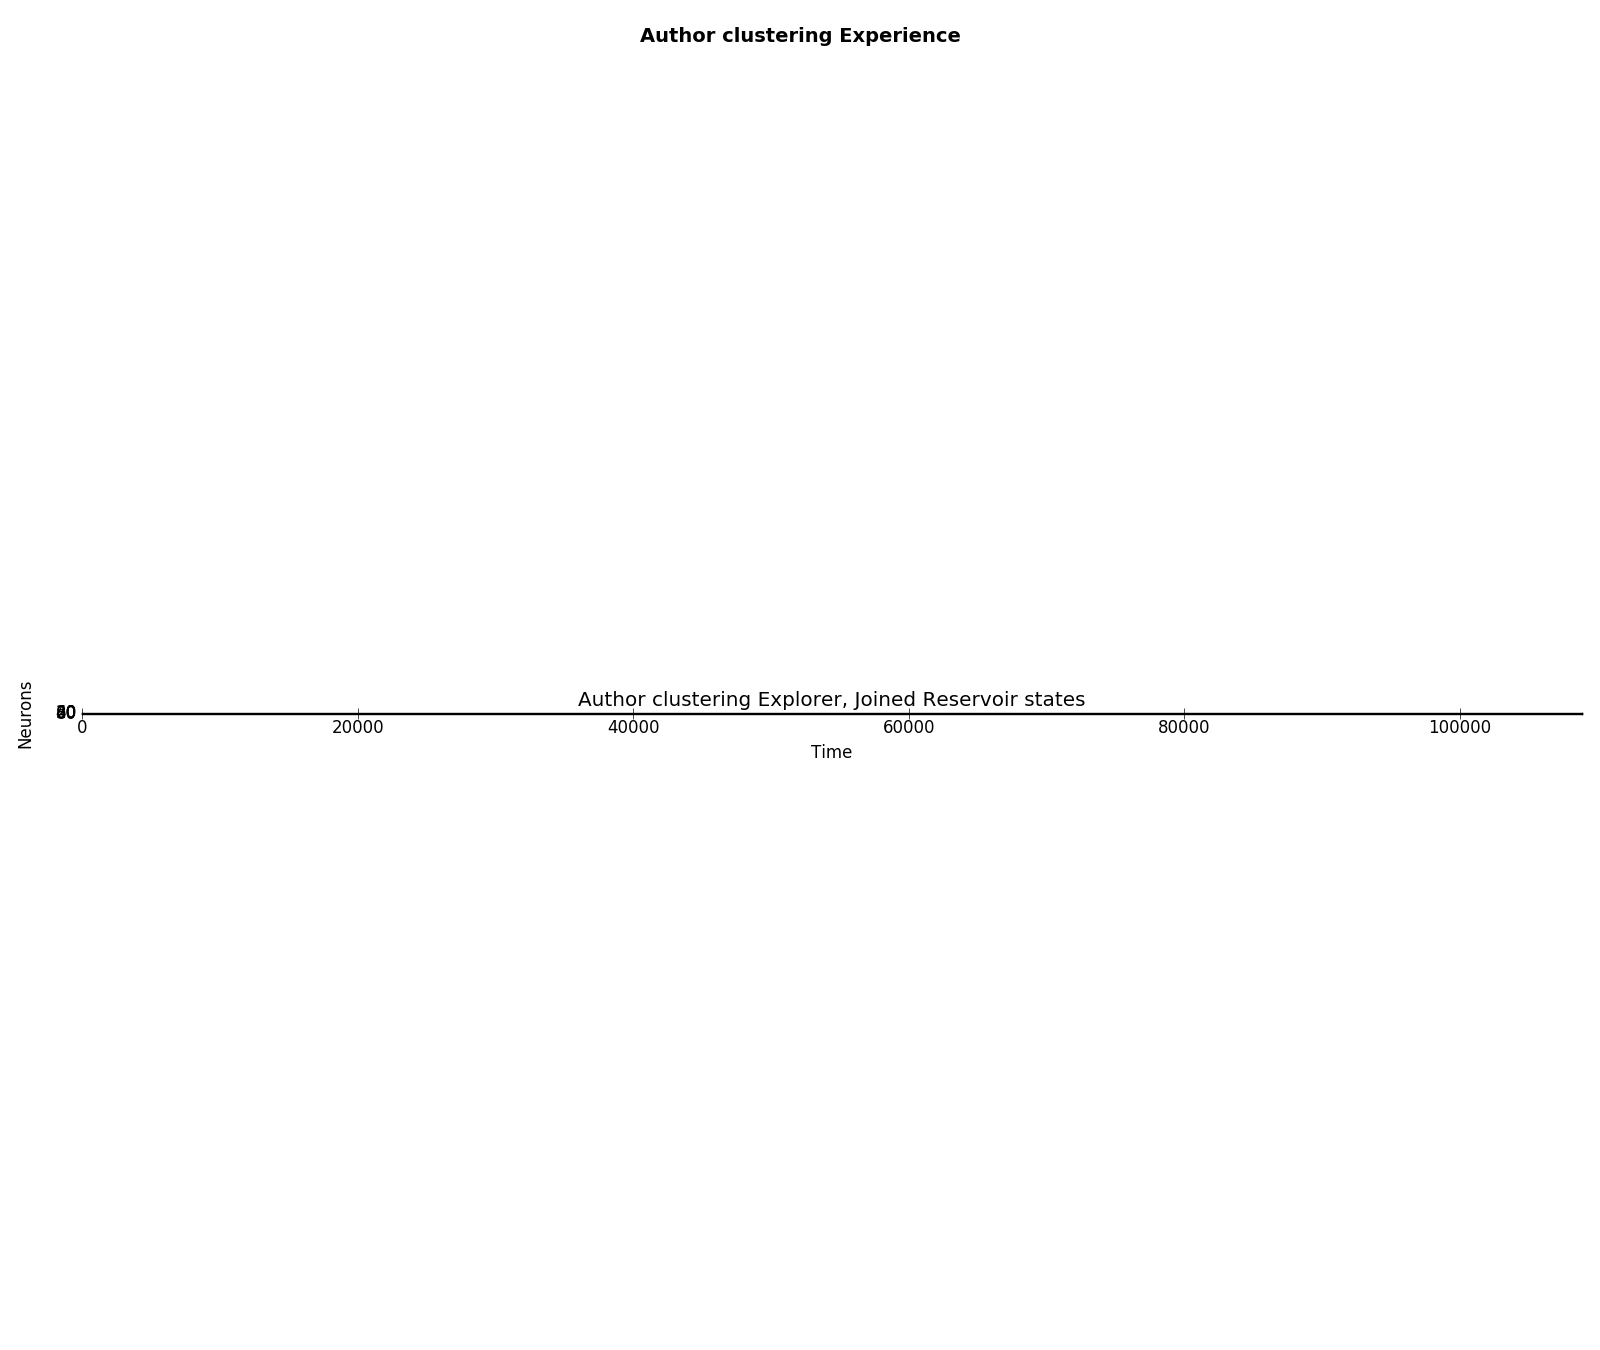 Author clustering Experience
Author clustering Explorer, Joined Reservoir states
Neurons
0
20000
40000
60000
80000
100000
Time